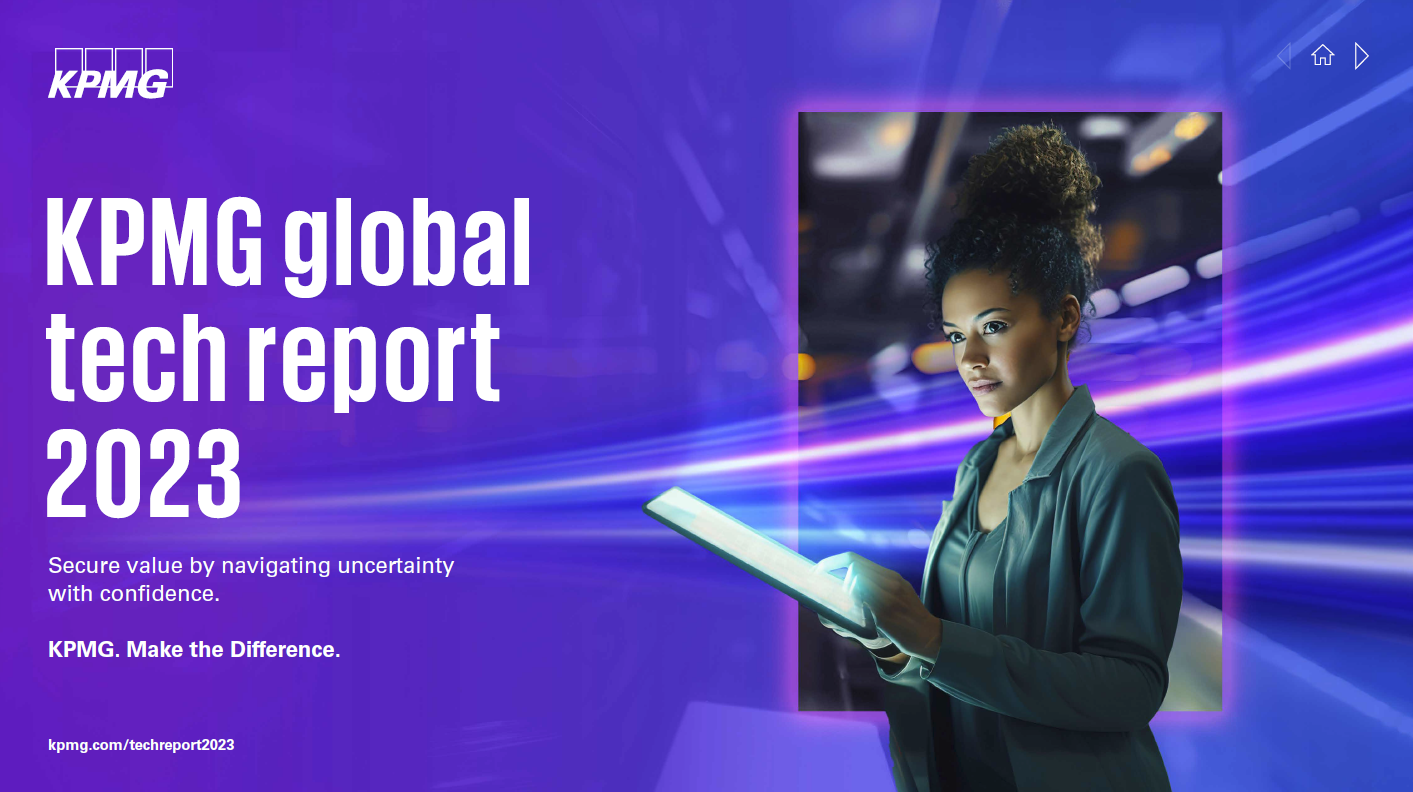 KPMG
KPMG global
tech report
2023
Secure value by navigating uncertainty
with confidence.
KPMG. Make the Difference.
kpmg.com/techreport2023